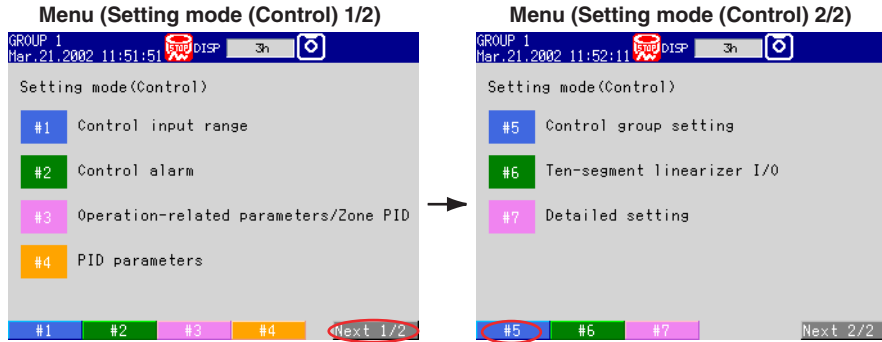 Menu (Setting mode (Control) 1/2)
GROUP 1
Mar.21.2002 11:51:51 STOP DISP 3h
Setting mode(Control)
#1 Control input range
#2 Control alarm
#3 Operation-related parameters/Zone PID
#4 PID parameters
#1 #2 #3 #4 Next 1/2
Menu (Setting mode (Control) 2/2)
GROUP 1
Mar.21.2002 11:52:11 STOP DISP 3h
Setting mode(Control)
#5 Control group setting
#6 Ten-segment linearizer I/O
#7 Detailed setting
#5 #6 #7 Next 2/2